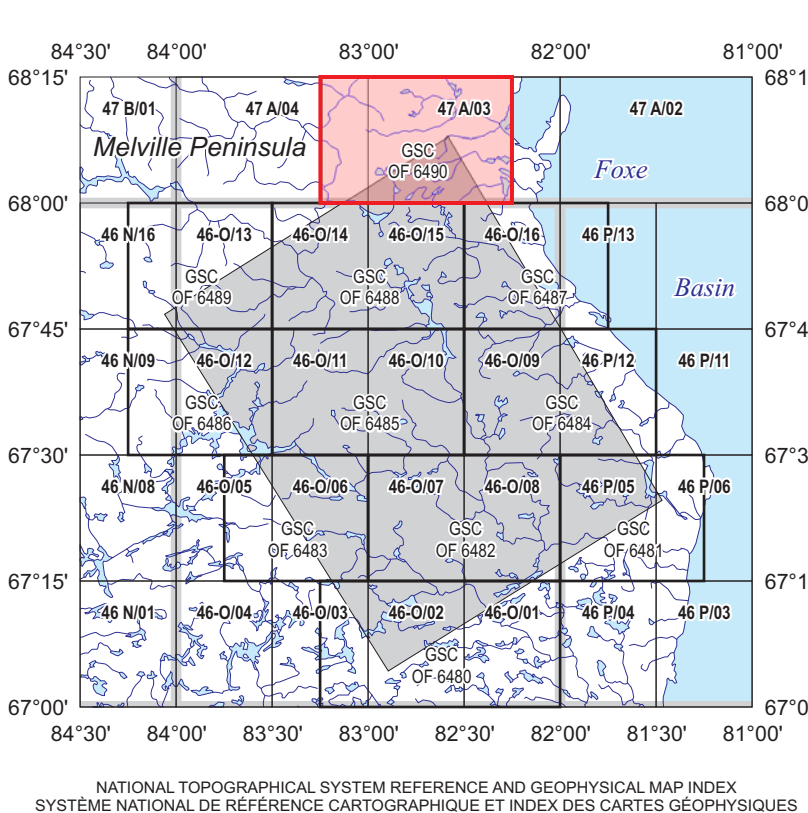 84°30' 84°00' 83°00' 82°00' 81°00'
68°15' 68°1
47 B/01 47 A/04 47 A/03 47 A/02
Melville Peninsula
GSC
OF 6490
Foxe
68°00' 68°0
46 N/16 46-O/13 46-O/14 46-O/15 46-O/16 46 P/13
GSC GSC GSC
OF 6489 OF 6488 OF 6487
Basin
67°45' 67°4
46 N/09 46-O/12 46-O/11 46-O/10 46-O/09 46 P/12 46 P/11
GSC GSC GSC
OF 6486 OF 6485 OF 6484
67°30' 67°3
46 N/08 46-O/05 46-O/06 46-O/07 46-O/08 46 P/05 46 P/06
GSC GSC GSC
OF 6483 OF 6482 OF 6481
67°15' 67°1
46 N/01 46-O/04 46-O/03 46-O/02 46-O/01 46 P/04 46 P/03
GSC
OF 6480
67°00' 67°0
84°30' 84°00' 83°30' 83°00' 82°30' 82°00' 81°30' 81°00'
NATIONAL TOPOGRAPHICAL SYSTEM REFERENCE AND GEOPHYSICAL MAP INDEX
SYSTÈME NATIONAL DE RÉFÉRENCE CARTOGRAPHIQUE ET INDEX DES CARTES GÉOPHYSIQUES